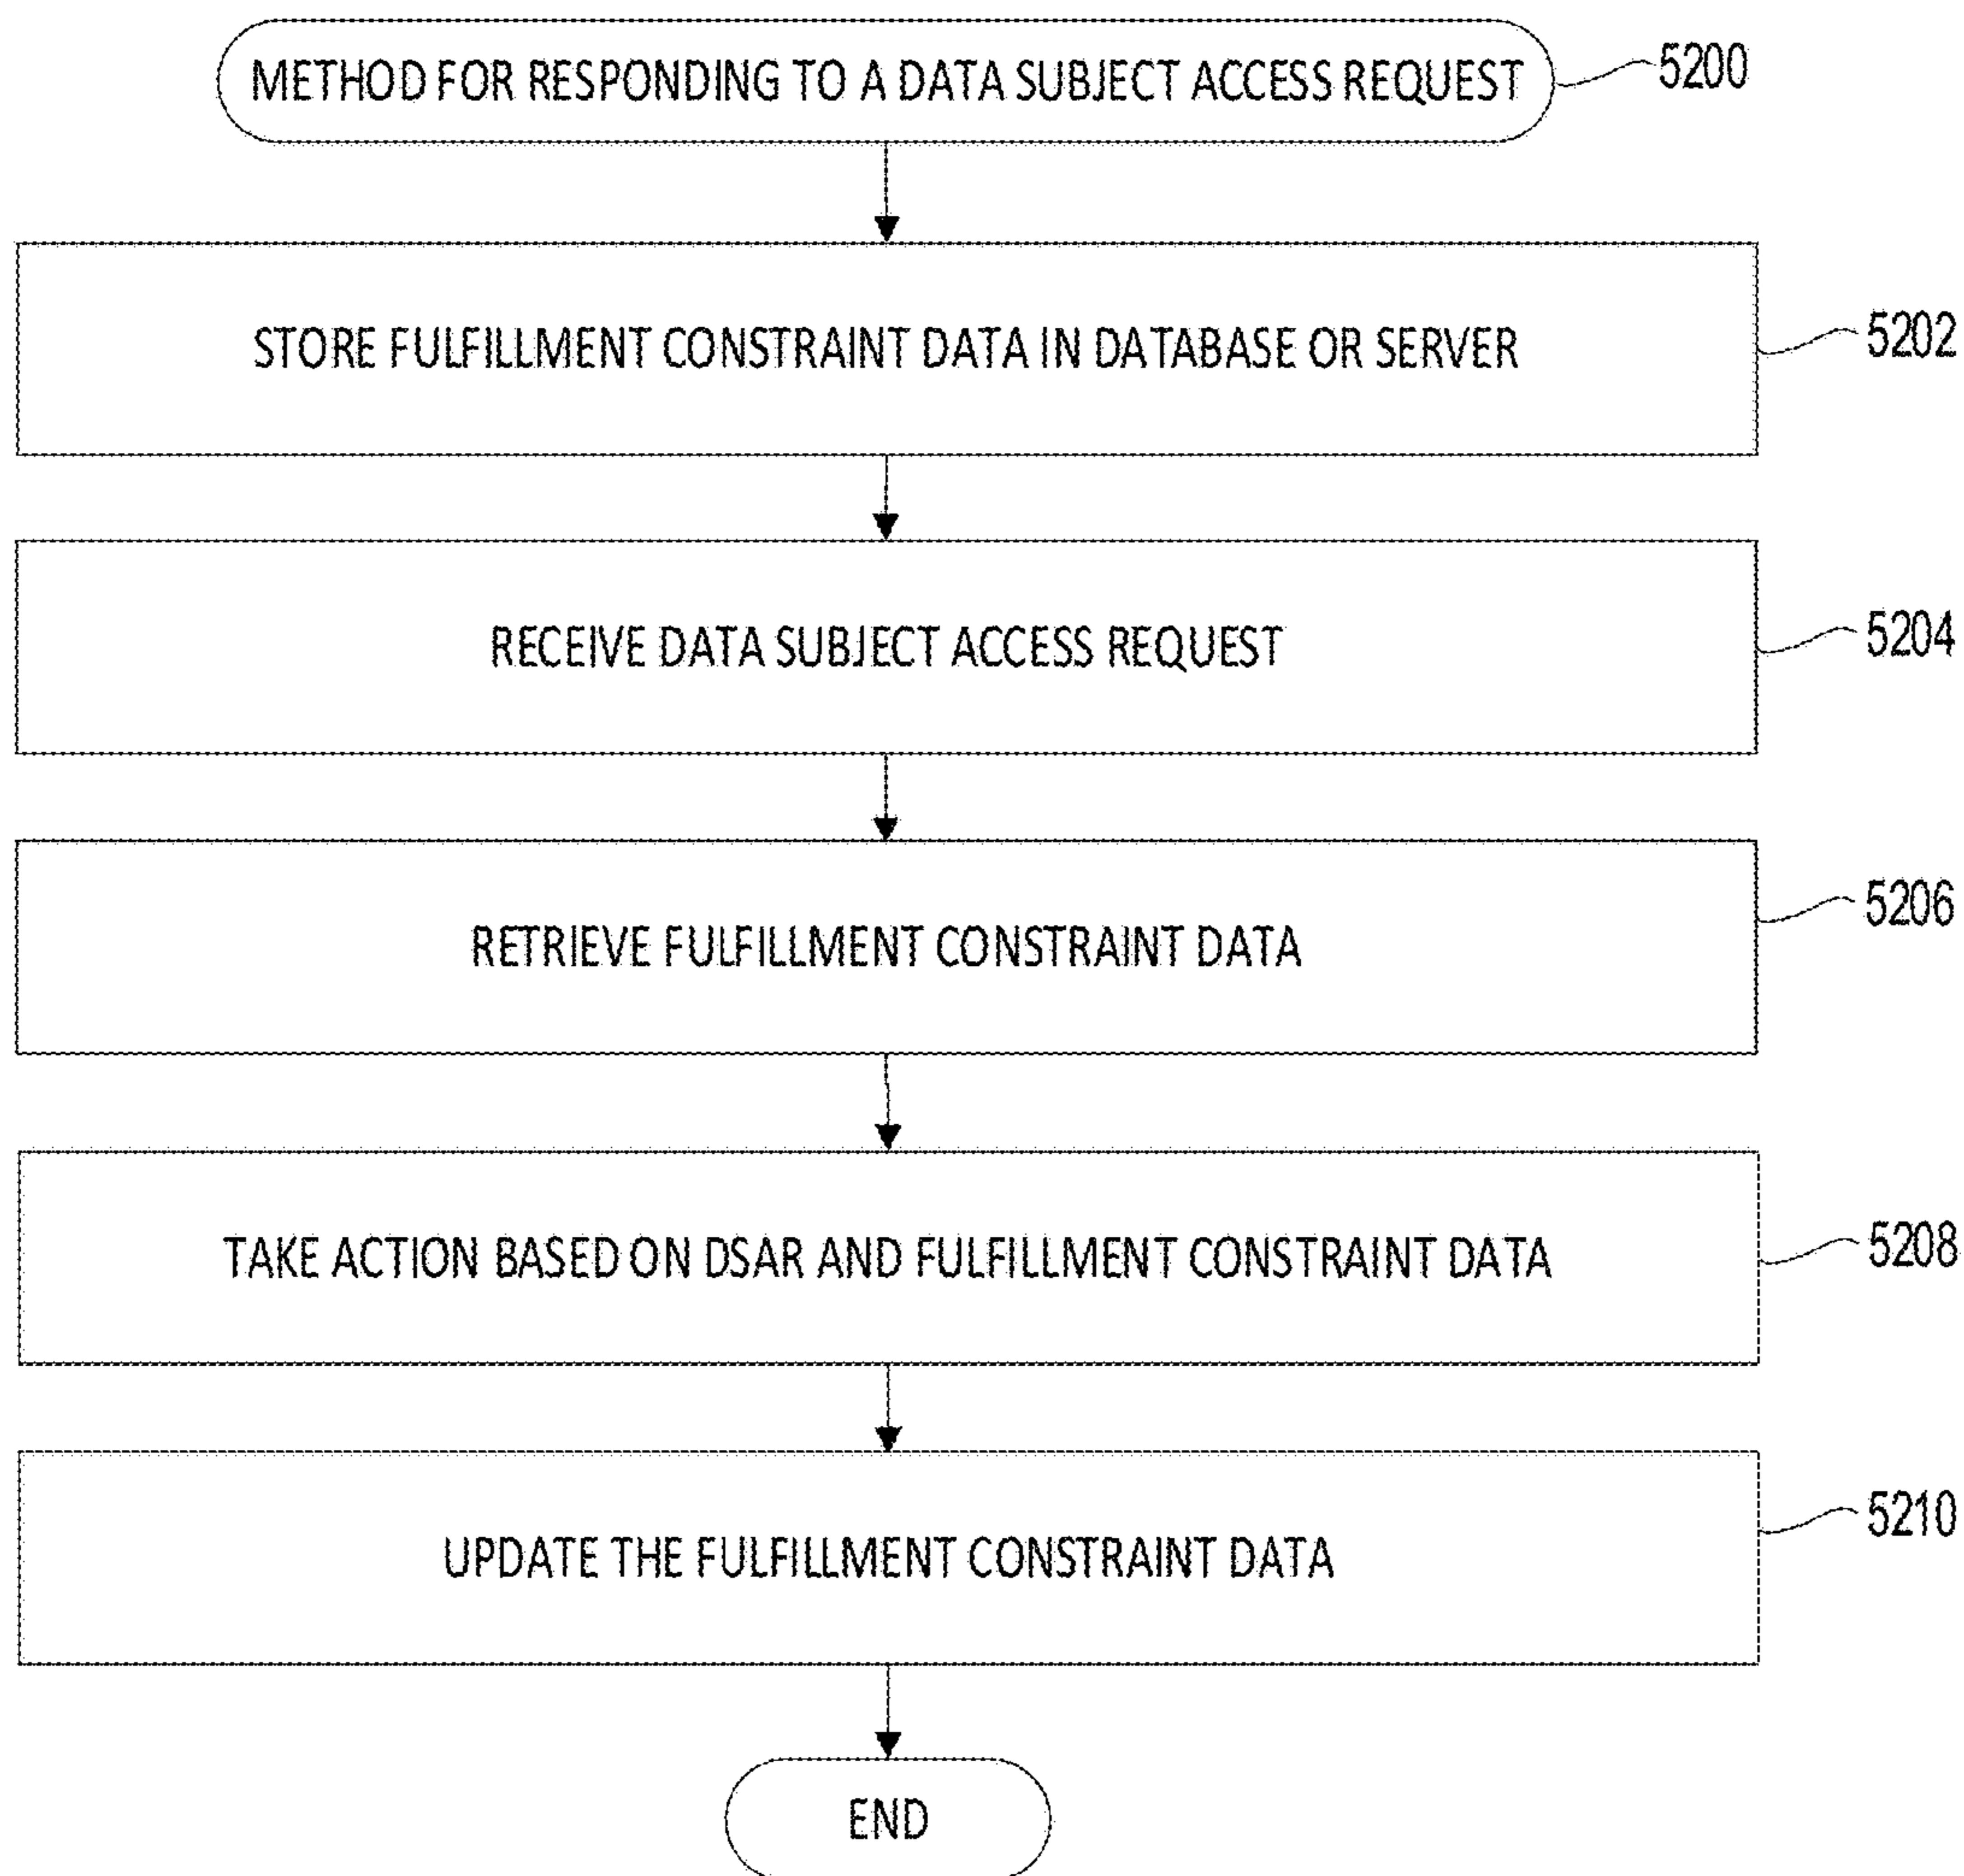 METHOD FOR RESPONDING TO A DATA SUBJECT ACCESS REQUEST
5200
STORE FULFILLMENT CONSTRAINT DATA IN DATABASE OR SERVER
5202
RECEIVE DATA SUBJECT ACCESS REQUEST
5204
RETRIEVE FULFILLMENT CONSTRAINT DATA
5206
TAKE ACTION BASED ON DSAR AND FULFILLMENT CONSTRAINT DATA
5208
UPDATE THE FULFILLMENT CONSTRAINT DATA
5210
END